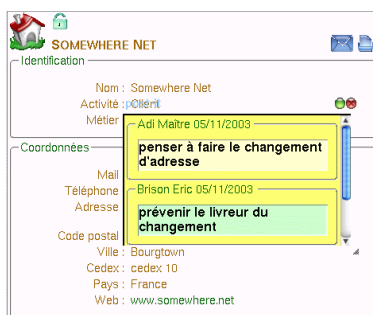 SOMEWHERE NET
Identification
Nom : Somewhere Net
Activité : Client
Métier
Adi Maître 05/11/2003
penser à faire le changement
d'adresse
Coordonnées
Brison Eric 05/11/2003
prévenir le livreur du
changement
Mail
Téléphone
Adresse
Code postal
Ville : Bourgtown
Cedex : cedex 10
Pays : France
Web : www.somewhere.net